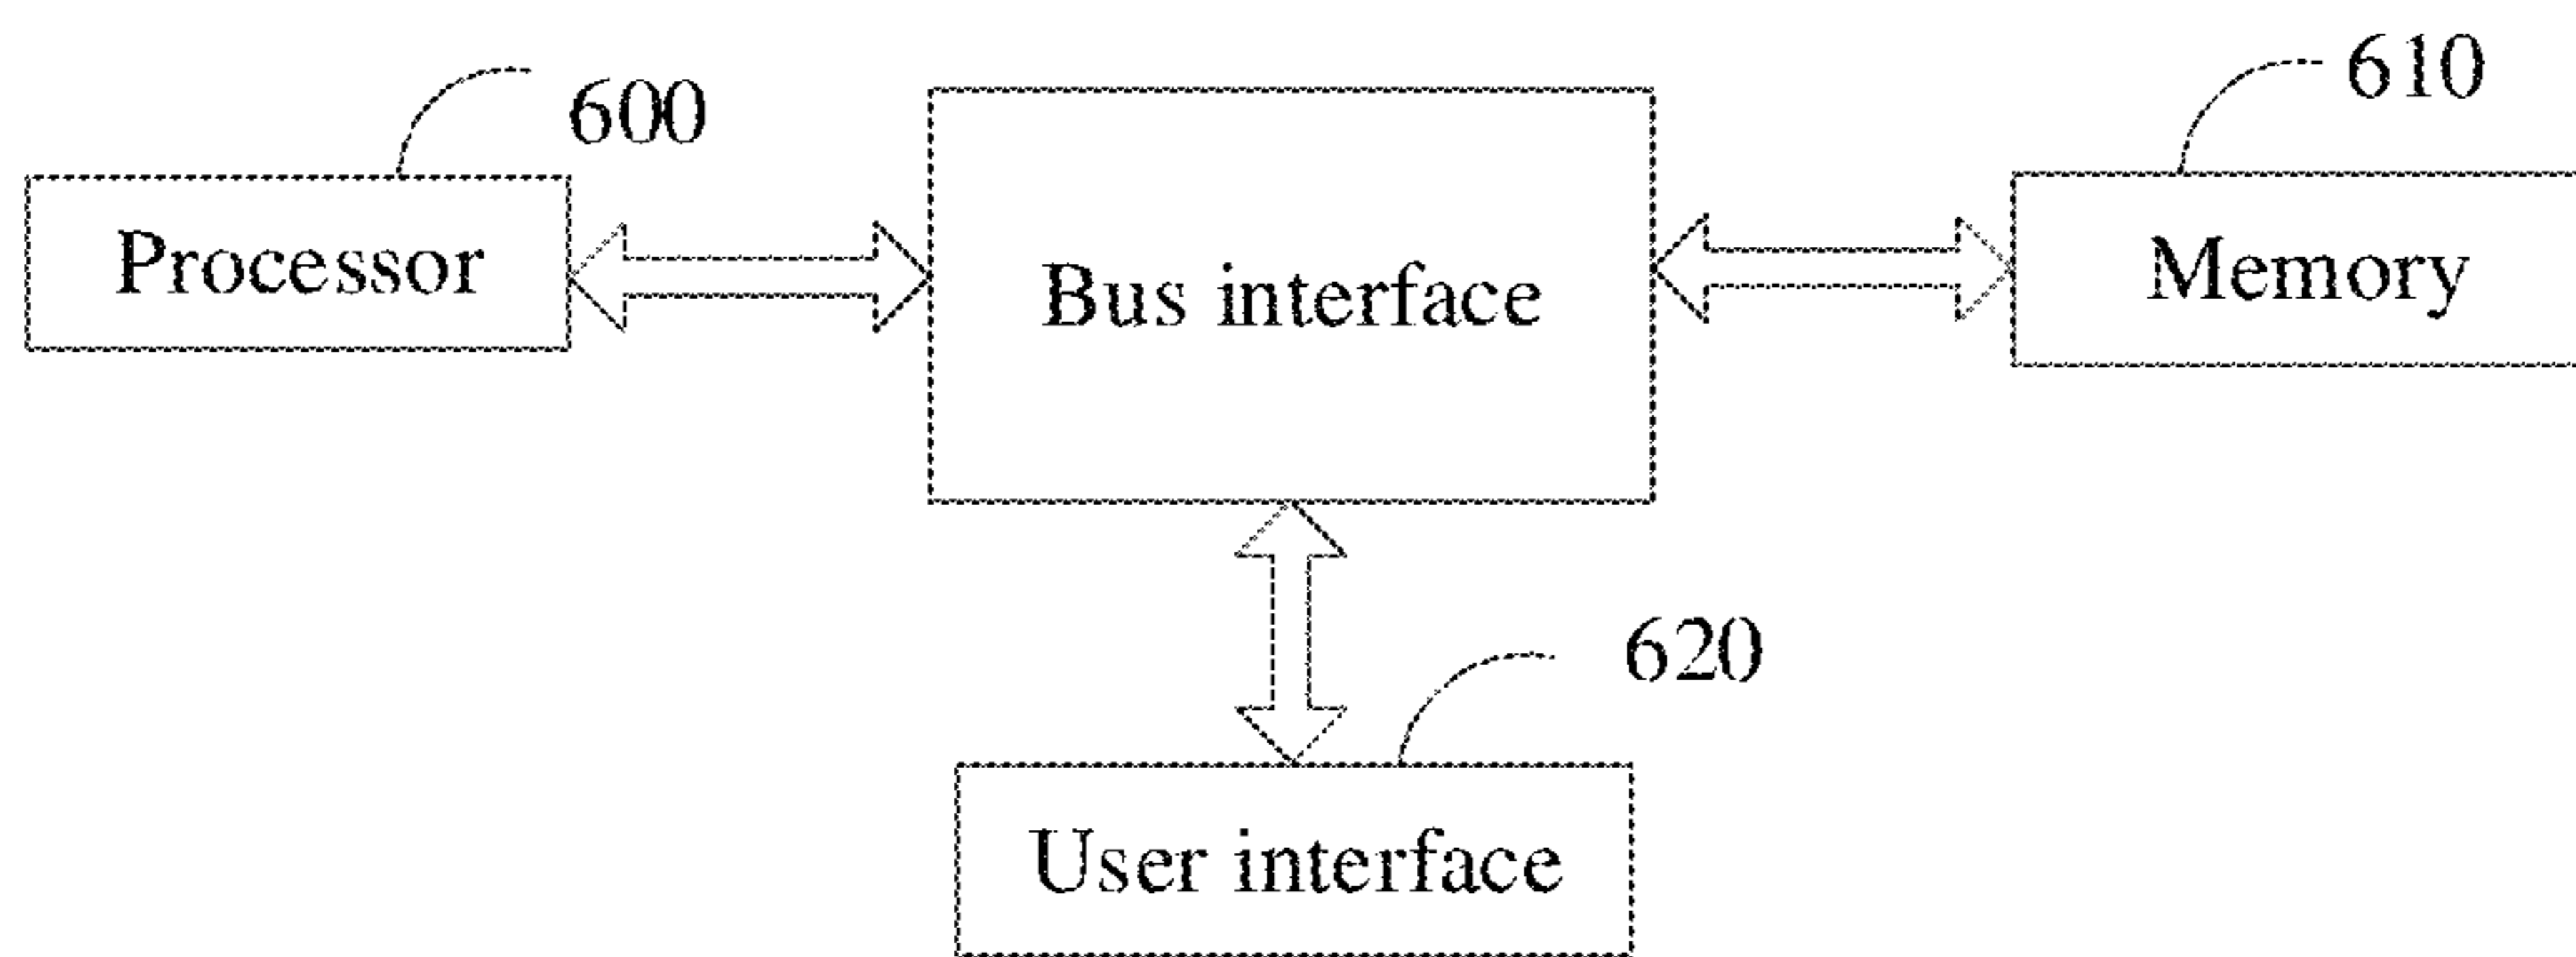 600
610
Processor
Bus interface
Memory
620
User interface